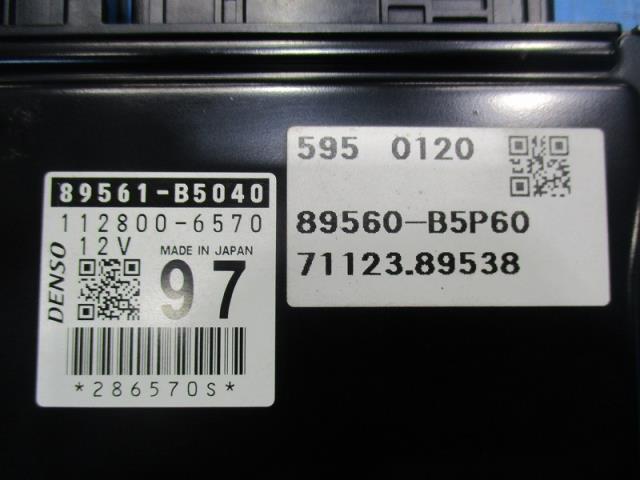 595 0120
89560-B5P60
71123.89538
89561-B5040
112800-6570
12V
MADE IN JAPAN
DENSO
97
*286570S*